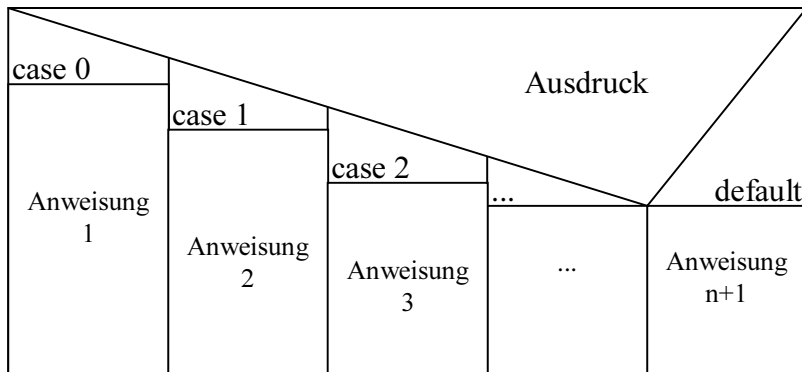 case 0
case 1
case 2
...
Ausdruck
default
Anweisung
1
Anweisung
2
Anweisung
3
...
Anweisung
n+1